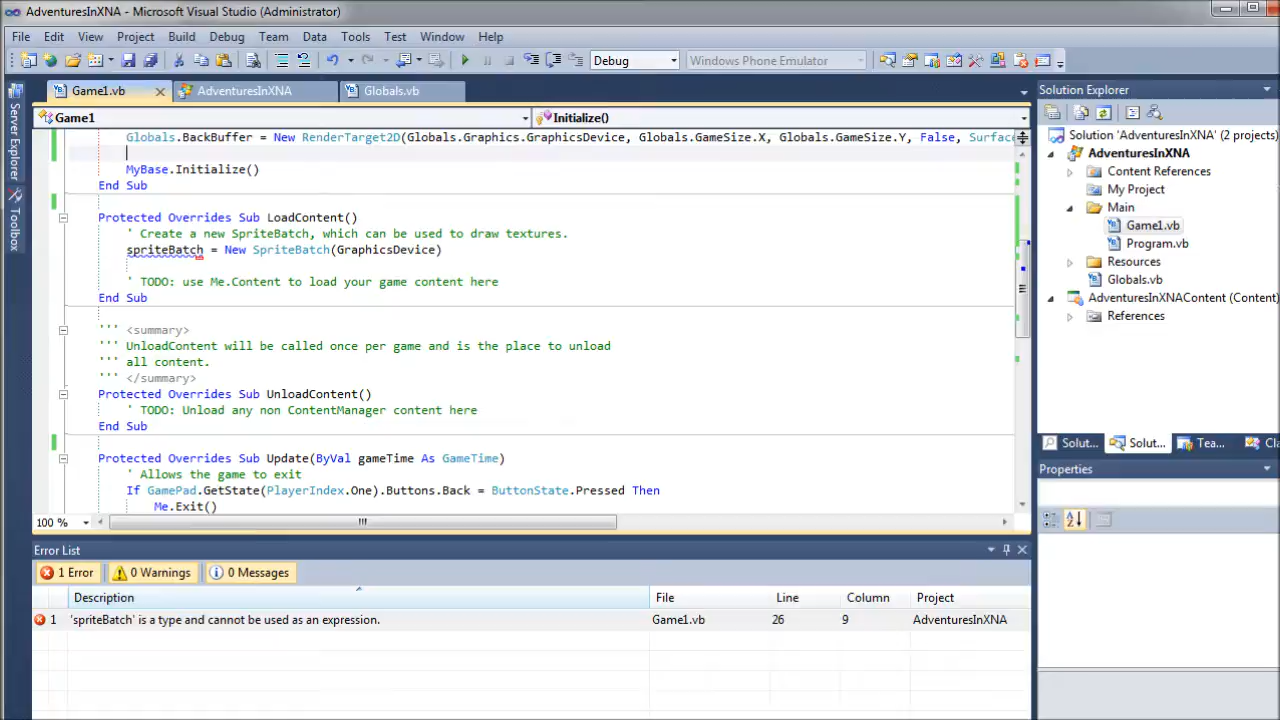 AdventuresInXNA - Microsoft Visual Studio (Administrator)
File Edit View Project Build Debug Team Data Tools Test Window Help
Debug Windows Phone Emulator
Server Explorer
Toolbox
Game1.vb AdventuresInXNA Globals.vb
Game1 Initialize()
Globals.BackBuffer = New RenderTarget2D(Globals.Graphics.GraphicsDevice, Globals.GameSize.X, Globals.GameSize.Y, False, Surfac
MyBase.Initialize()
End Sub
Protected Overrides Sub LoadContent()
' Create a new SpriteBatch, which can be used to draw textures.
spriteBatch = New SpriteBatch(GraphicsDevice)
' TODO: use Me.Content to load your game content here
End Sub
''' <summary>
''' UnloadContent will be called once per game and is the place to unload
''' all content.
''' </summary>
Protected Overrides Sub UnloadContent()
' TODO: Unload any non ContentManager content here
End Sub
Protected Overrides Sub Update(ByVal gameTime As GameTime)
' Allows the game to exit
If GamePad.GetState(PlayerIndex.One).Buttons.Back = ButtonState.Pressed Then
Me.Exit()
100 %
Error List
1 Error 0 Warnings 0 Messages
Description File Line Column Project
1 'spriteBatch' is a type and cannot be used as an expression. Game1.vb 26 9 AdventuresInXNA
Solution Explorer
Solution 'AdventuresInXNA' (2 projects)
AdventuresInXNA
Content References
My Project
Main
Game1.vb
Program.vb
Resources
Globals.vb
AdventuresInXNAContent (Content)
References
Solut... Solut... Tea... Cla
Properties